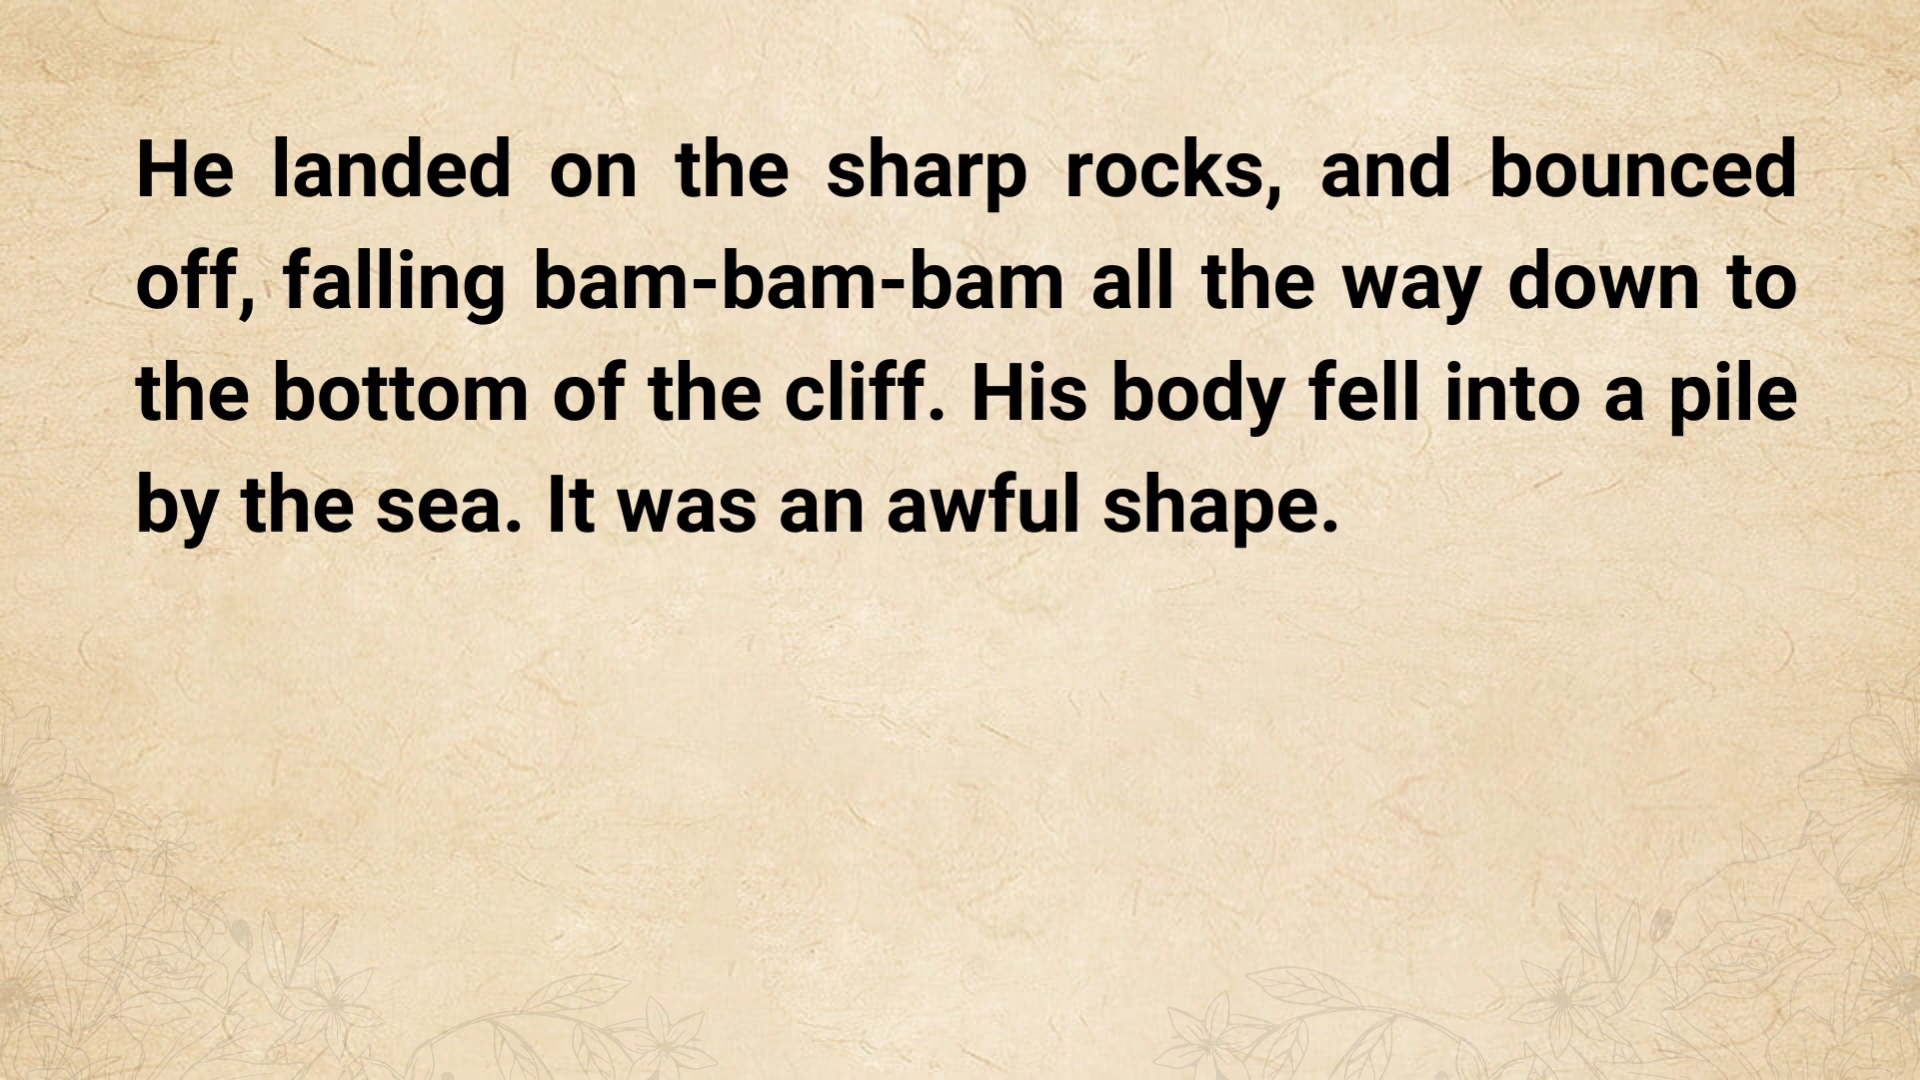 He landed on the sharp rocks, and bounced
off, falling bam-bam-bam all the way down to
the bottom of the cliff. His body fell into a pile
by the sea. It was an awful shape.